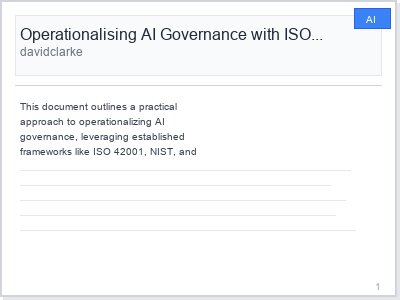 AI
Operationalising AI Governance with ISO...
davidclarke
This document outlines a practical
approach to operationalizing AI
governance, leveraging established
frameworks like ISO 42001, NIST, and
1